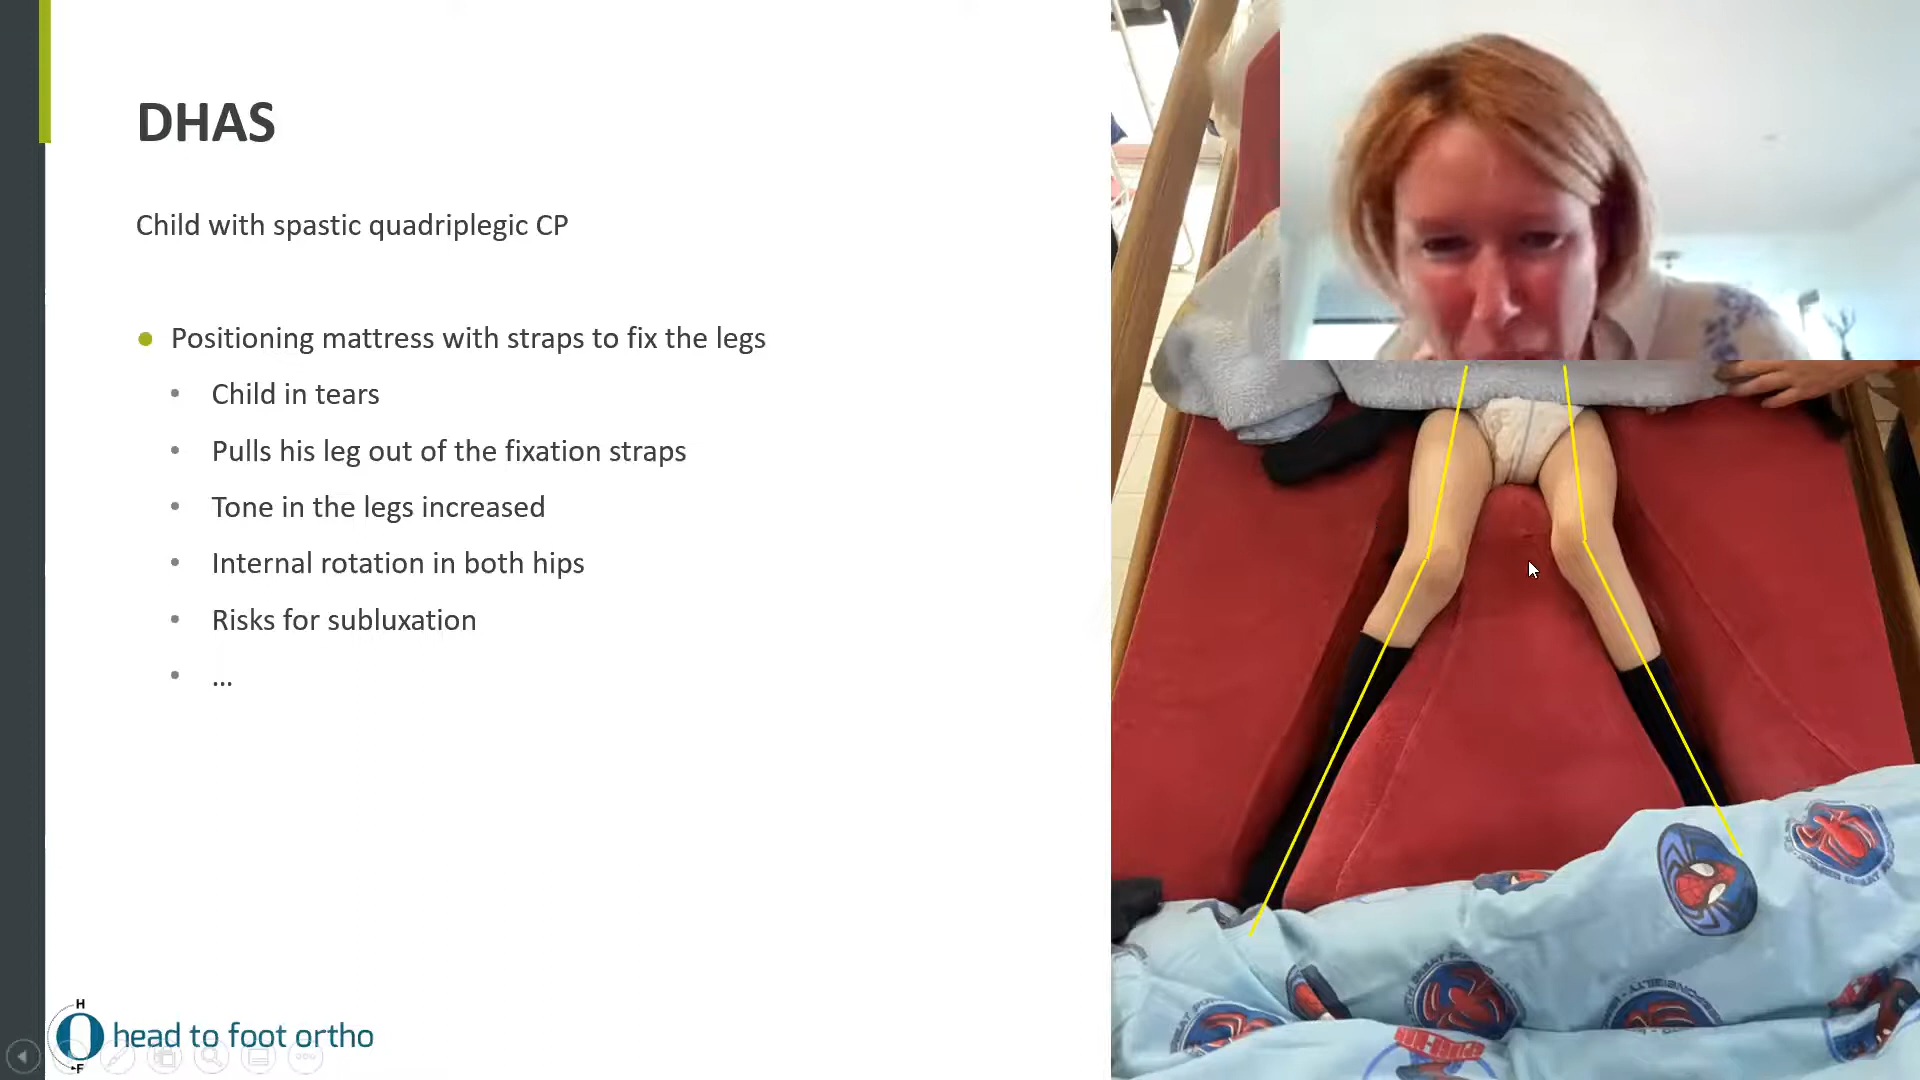 DHAS
Child with spastic quadriplegic CP
Positioning mattress with straps to fix the legs
Child in tears
Pulls his leg out of the fixation straps
Tone in the legs increased
Internal rotation in both hips
Risks for subluxation
...
H
head to foot ortho
F